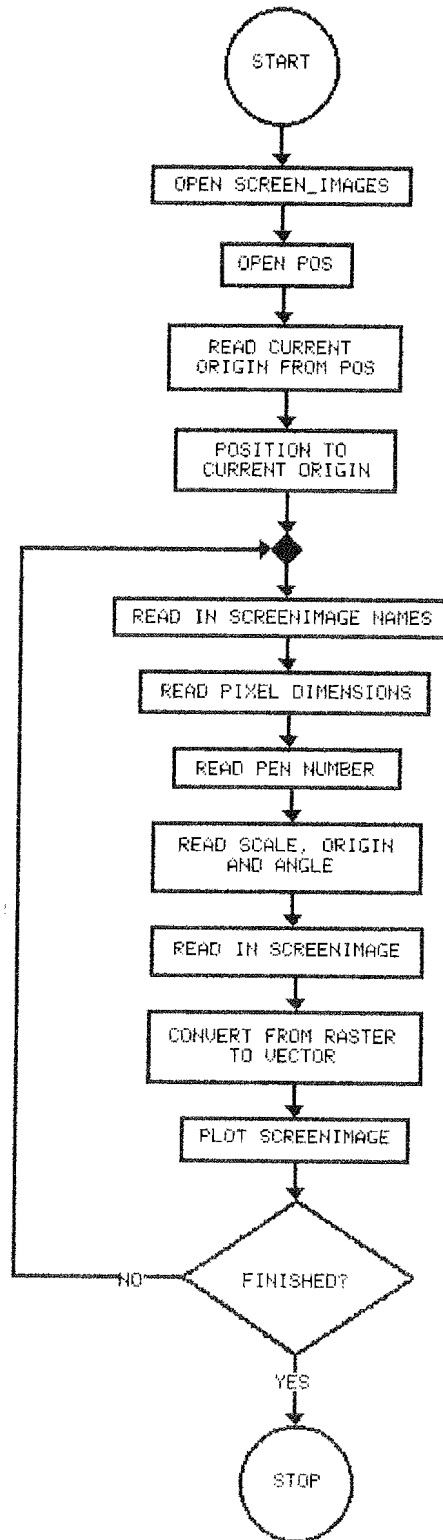 START
OPEN SCREEN_IMAGES
OPEN POS
READ CURRENT
ORIGIN FROM POS
POSITION TO
CURRENT ORIGIN
READ IN SCREENIMAGE NAMES
READ PIXEL DIMENSIONS
READ PEN NUMBER
READ SCALE, ORIGIN
AND ANGLE
READ IN SCREENIMAGE
CONVERT FROM RASTER
TO VECTOR
PLOT SCREENIMAGE
FINISHED?
NO
YES
STOP